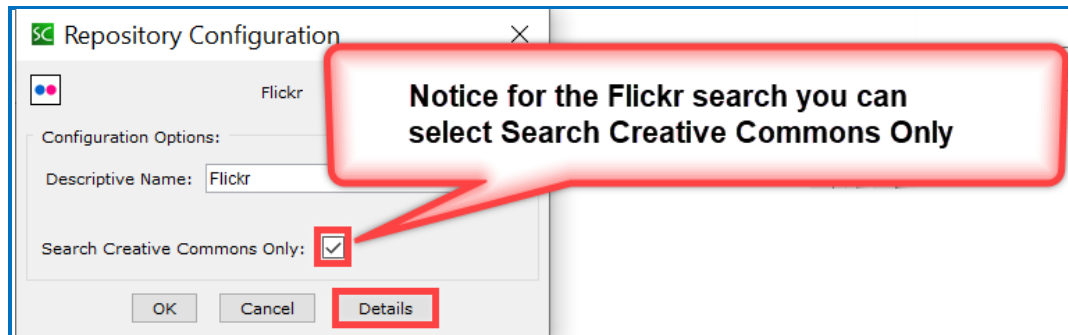 SC Repository Configuration
Flickr
Notice for the Flickr search you can
select Search Creative Commons Only
Configuration Options:
Descriptive Name: Flickr
Search Creative Commons Only:
OK Cancel Details